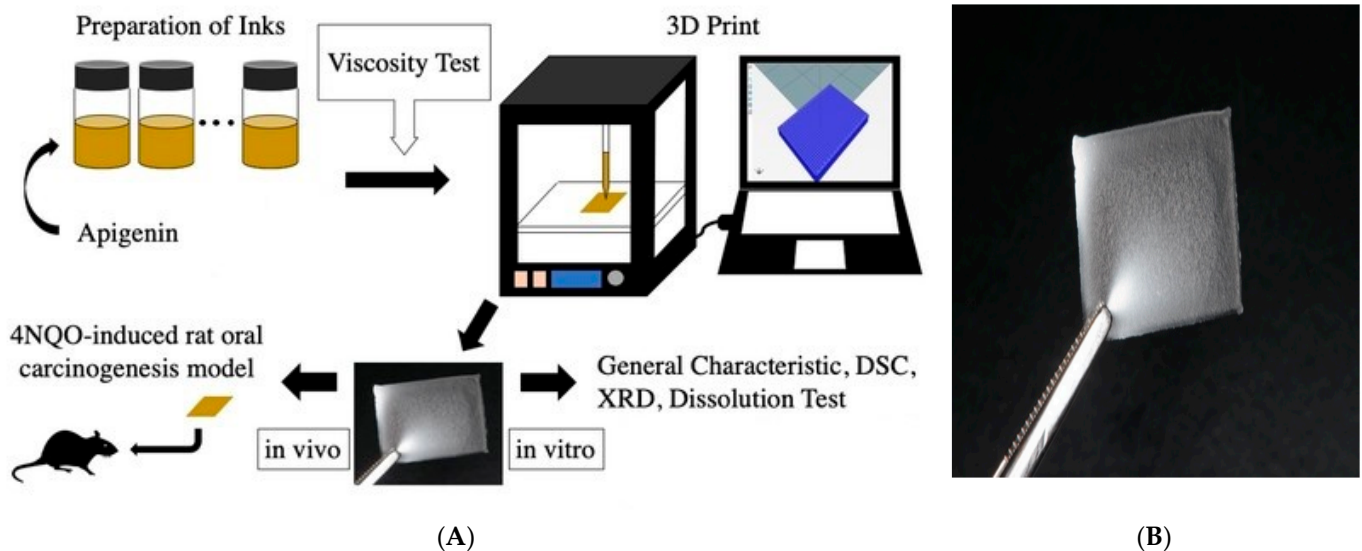 Preparation of Inks
Viscosity Test
3D Print
Apigenin
4NQO-induced rat oral
carcinogenesis model
in vivo
in vitro
General Characteristic, DSC,
XRD, Dissolution Test
(A)
(B)